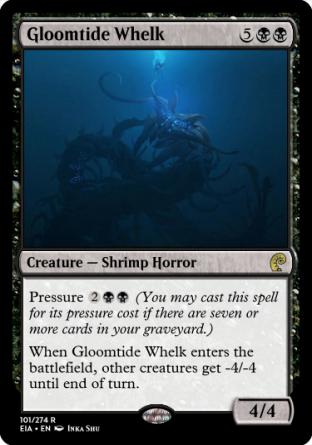 Gloomtide Whelk 5
Creature — Shrimp Horror
Pressure 2 (You may cast this spell
for its pressure cost if there are seven or
more cards in your graveyard.)
When Gloomtide Whelk enters the
battlefield, other creatures get -4/-4
until end of turn.
101/274 R
EIA • EN Inka Shu
4/4